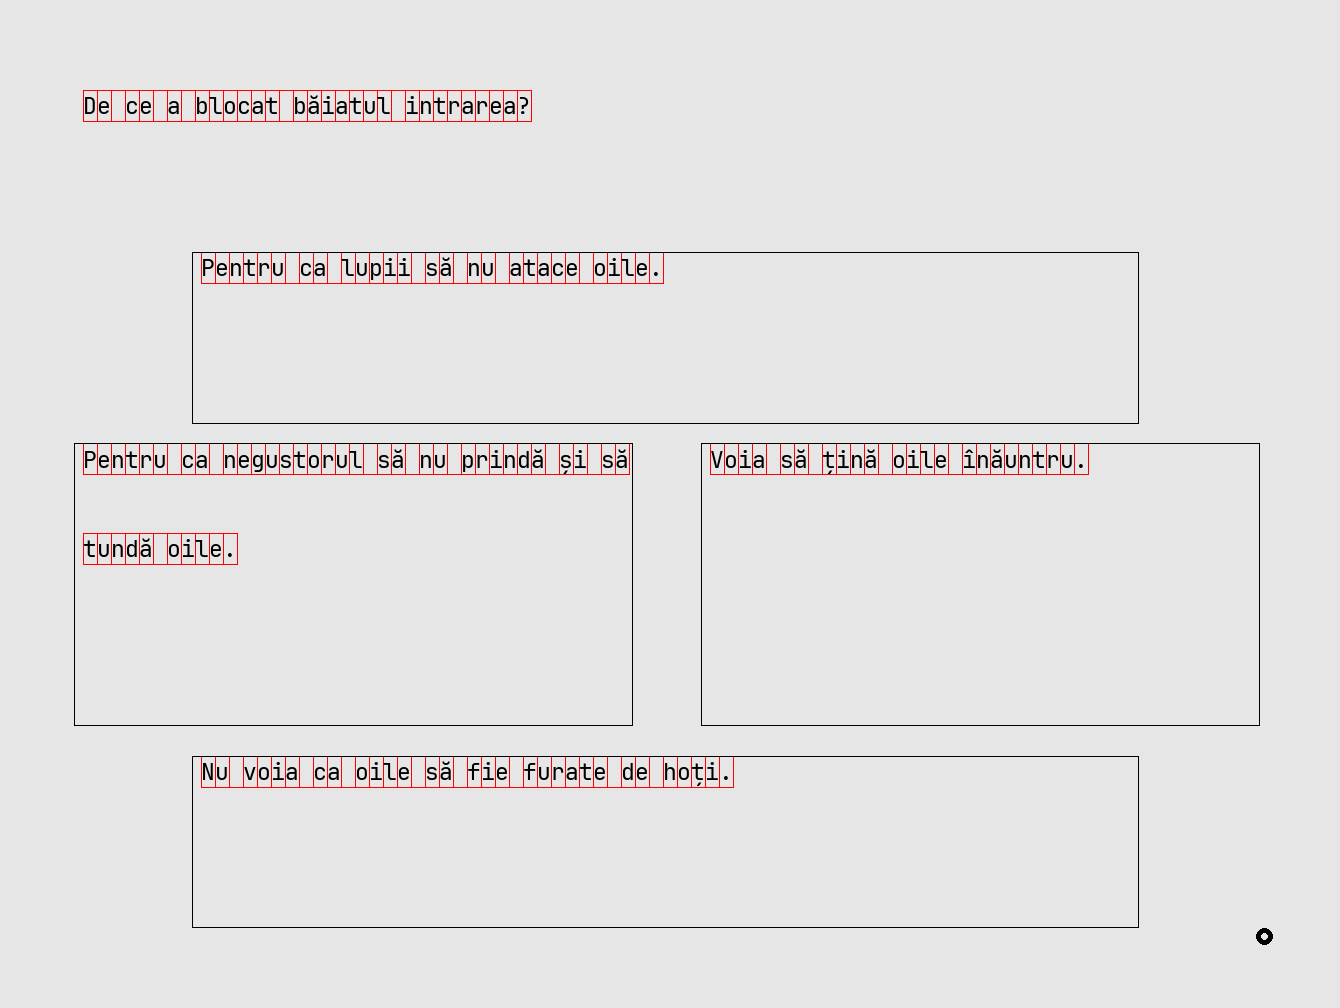 De ce a blocat băiatul intrarea?
Pentru ca lupii să nu atace oile.
Pentru ca negustorul să nu prindă și să
tundă oile.
Voia să țină oile înăuntru.
Nu voia ca oile să fie furate de hoți.